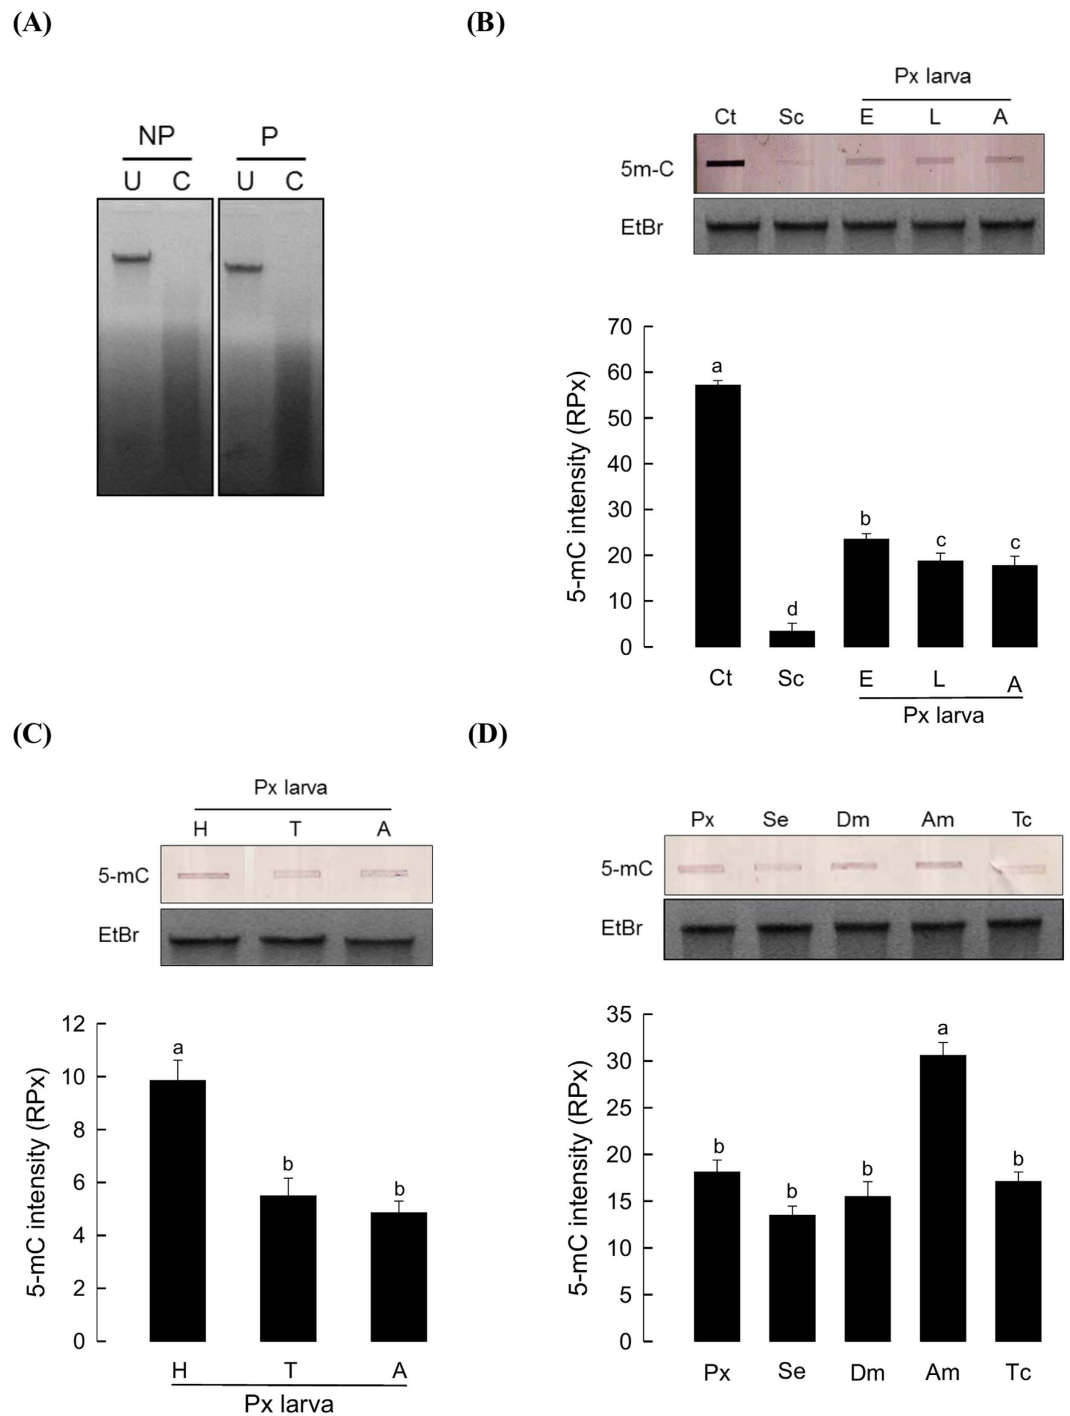 (A)
NP P
U C U C
(B)
Px larva
Ct Sc E L A
5m-C
EtBr
70
60
50
40
30
20
10
0
5-mC intensity (RPx)
a
d
b
c
c
Ct Sc E L A
Px larva
(C)
Px larva
H T A
5-mC
EtBr
12
10
8
6
4
2
0
5-mC intensity (RPx)
a
b
b
H T A
Px larva
(D)
Px Se Dm Am Tc
5-mC
EtBr
35
30
25
20
15
10
5
0
5-mC intensity (RPx)
b
b
b
a
b
Px Se Dm Am Tc